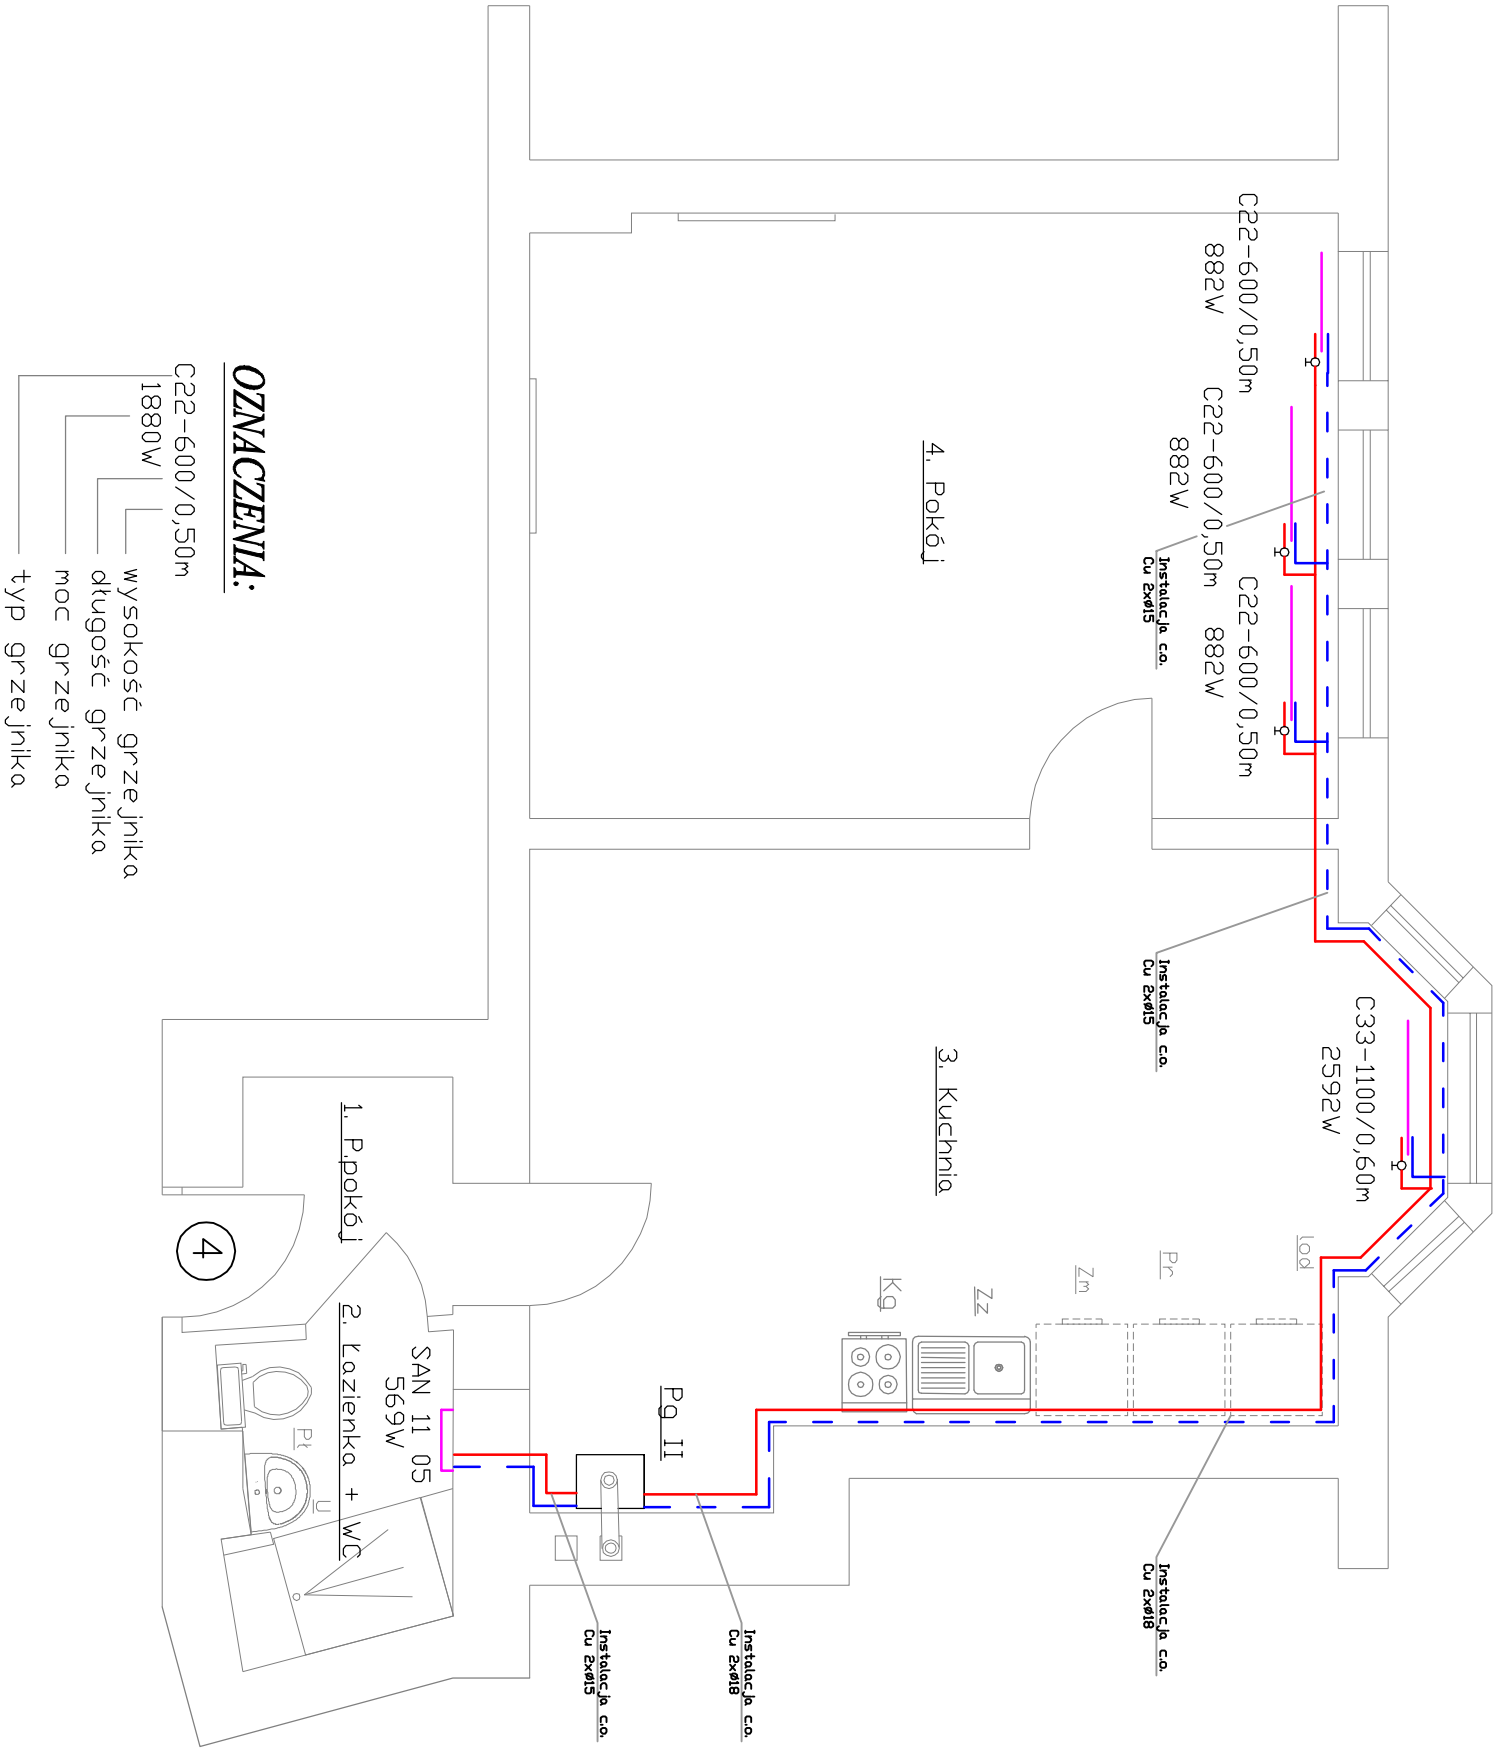 C22-600/0,50m
882W
C22-600/0,50m
882W
C22-600/0,50m
882W
Instalacja c.o.
Cu 2xø15
4. Pokój
OZNACZENIA:
C22-600/0,50m
1880W
wysokość grzejnika
długość grzejnika
moc grzejnika
typ grzejnika
Instalacja c.o.
Cu 2xø15
C33-1100/0,60m
2592W
3. Kuchnia
1. P.pokój
4
lod
Pr
Zm
Zz
Kg
Pg II
SAN 11 05
569W
2. Łazienka + WC
Pł
U
Instalacja c.o.
Cu 2xø18
Instalacja c.o.
Cu 2xø18
Instalacja c.o.
Cu 2xø15